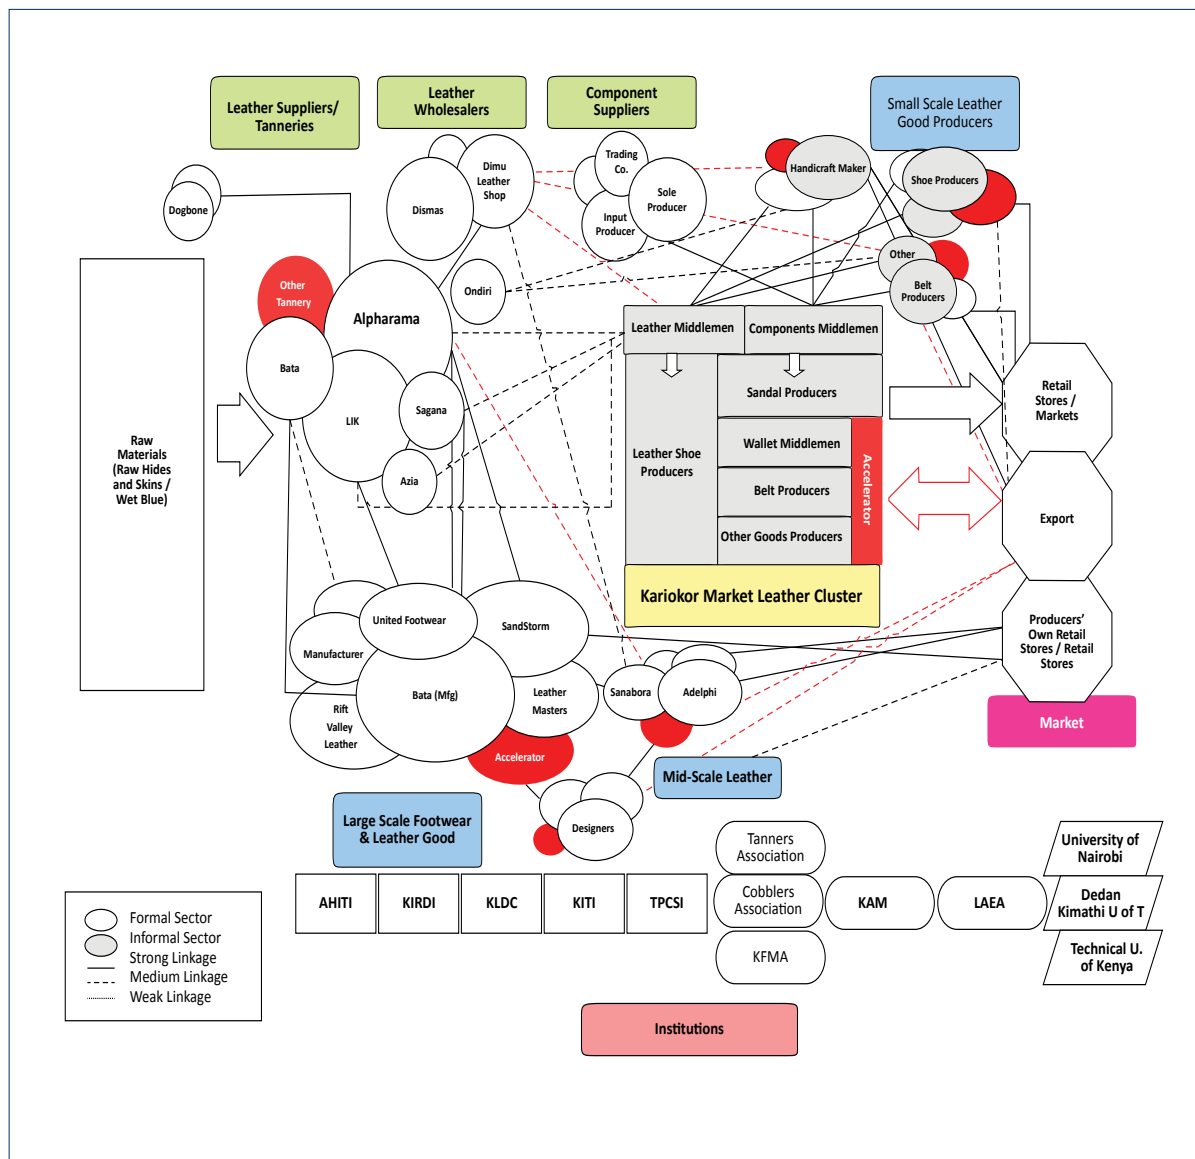 Leather Suppliers/
Tanneries
Leather
Wholesalers
Component
Suppliers
Small Scale Leather
Good Producers
Dogbone
Dismas
Dimu
Leather
Shop
Trading
Co.
Input
Producer
Sole
Producer
Handicraft Maker
Shoe Producers
Other
Belt
Producers
Other
Tannery
Alpharama
Ondiri
Bata
LIK
Sagana
Azia
Raw
Materials
(Raw Hides
and Skins /
Wet Blue)
Leather Middlemen
Components Middlemen
Sandal Producers
Leather Shoe
Producers
Wallet Middlemen
Belt Producers
Other Goods Producers
Accelerator
Kariokor Market Leather Cluster
Retail
Stores /
Markets
Export
Producers'
Own Retail
Stores / Retail
Stores
Market
United Footwear
SandStorm
Manufacturer
Bata (Mfg)
Leather
Masters
Rift
Valley
Leather
Accelerator
Sanabora
Adelphi
Designers
Mid-Scale Leather
Large Scale Footwear
& Leather Good
AHITI
KIRDI
KLDC
KITI
TPCSI
Tanners
Association
Cobblers
Association
KFMA
KAM
LAEA
University of
Nairobi
Dedan
Kimathi U of T
Technical U.
of Kenya
Formal Sector
Informal Sector
Strong Linkage
Medium Linkage
Weak Linkage
Institutions